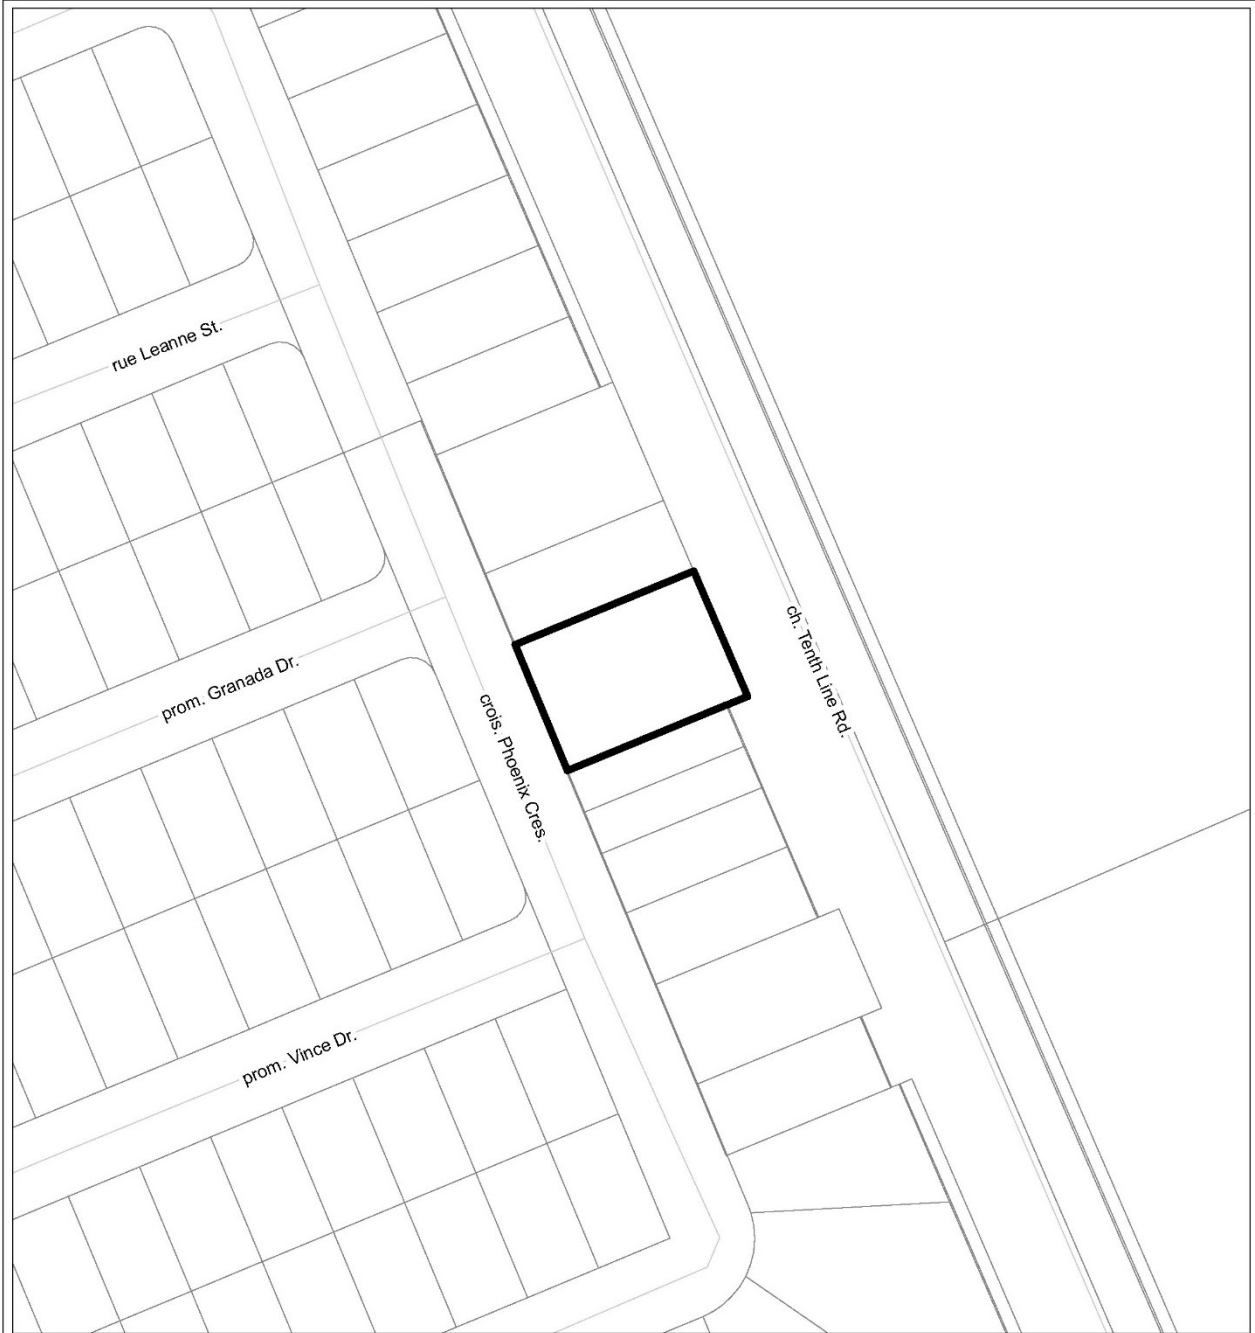 rue Leanne St.
prom. Granada Dr.
crois. Phoenix Cres.
ch. Tenth Line Rd.
prom. Vince Dr.